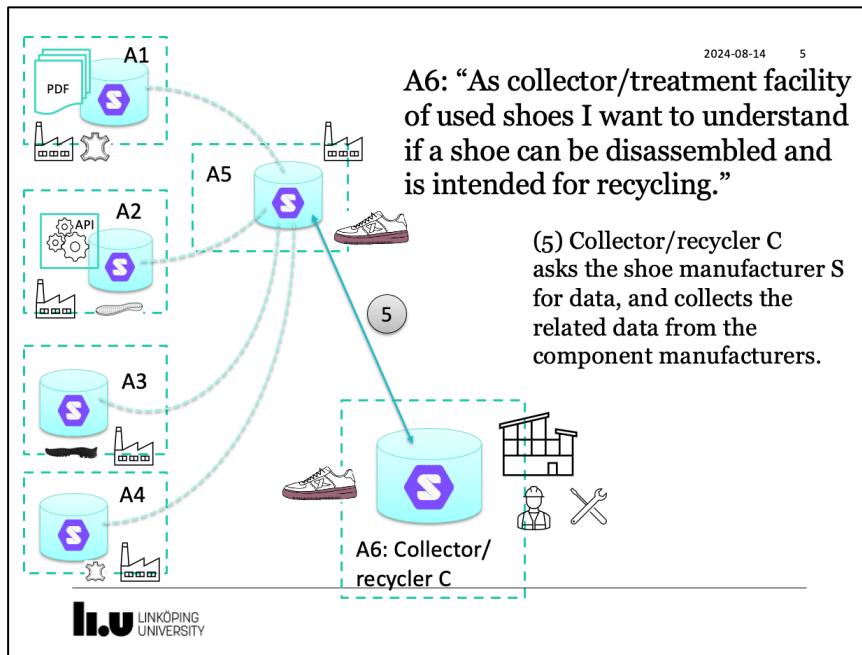 2024-08-14 5
A6: “As collector/treatment facility
of used shoes I want to understand
if a shoe can be disassembled and
is intended for recycling.”
(5) Collector/recycler C
asks the shoe manufacturer S
for data, and collects the
related data from the
component manufacturers.
A1
PDF
S
A5
S
A2
API
S
5
A3
S
A4
S
S
A6: Collector/
recycler C
li.u LINKÖPING
UNIVERSITY